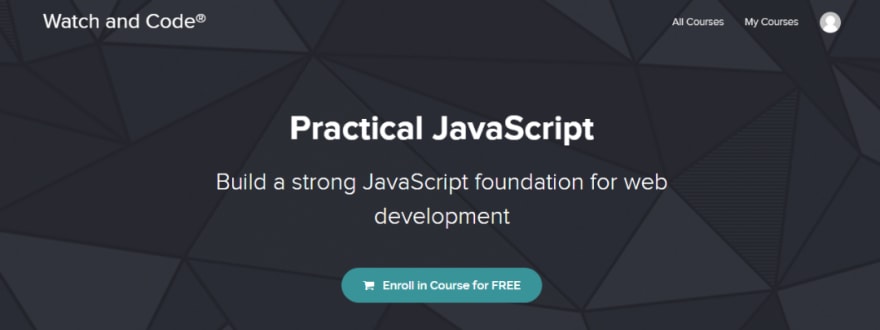 Watch and Code®
All Courses
My Courses
Practical JavaScript
Build a strong JavaScript foundation for web
development
Enroll in Course for FREE